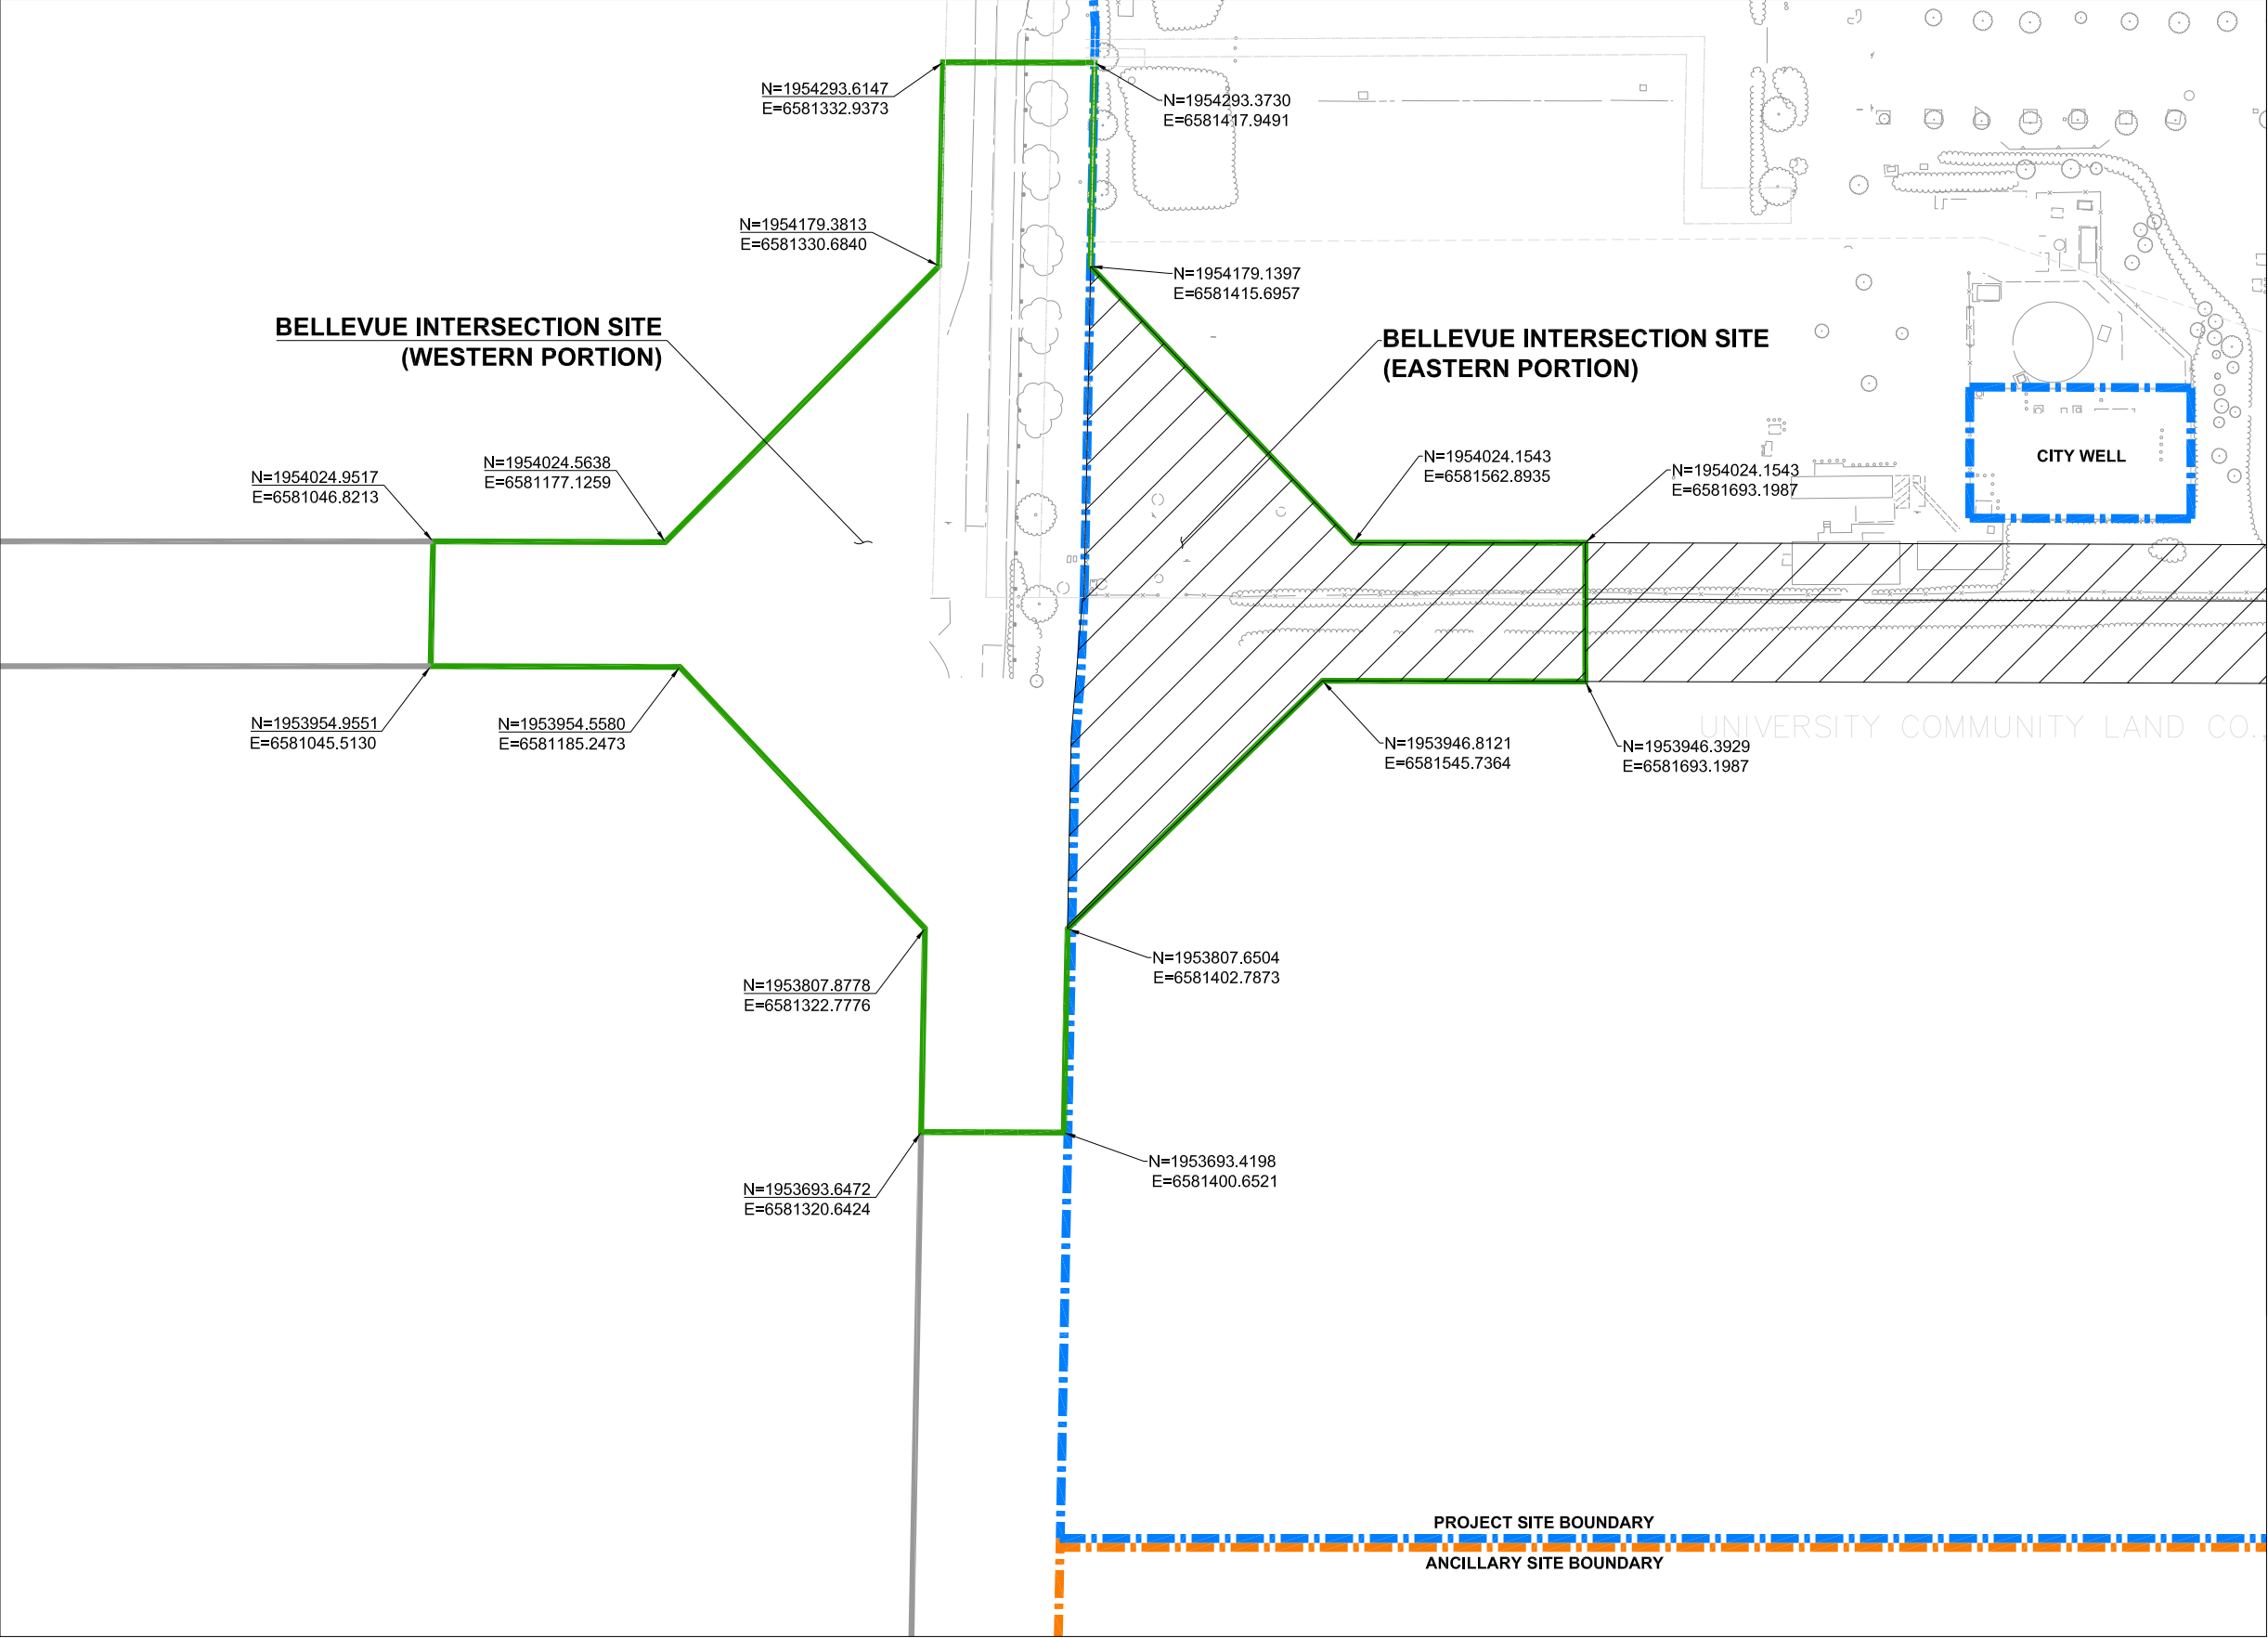 N=1954293.6147
E=6581332.9373
N=1954293.3730
E=6581417.9491
N=1954179.3813
E=6581330.6840
N=1954179.1397
E=6581415.6957
BELLEVUE INTERSECTION SITE
(WESTERN PORTION)
BELLEVUE INTERSECTION SITE
(EASTERN PORTION)
N=1954024.9517
E=6581046.8213
N=1954024.5638
E=6581177.1259
N=1954024.1543
E=6581562.8935
N=1954024.1543
E=6581693.1987
CITY WELL
N=1953954.9551
E=6581045.5130
N=1953954.5580
E=6581185.2473
N=1953946.8121
E=6581545.7364
N=1953946.3929
E=6581693.1987
UNIVERSITY COMMUNITY LAND CO.,
N=1953807.8778
E=6581322.7776
N=1953807.6504
E=6581402.7873
N=1953693.6472
E=6581320.6424
N=1953693.4198
E=6581400.6521
PROJECT SITE BOUNDARY
ANCILLARY SITE BOUNDARY